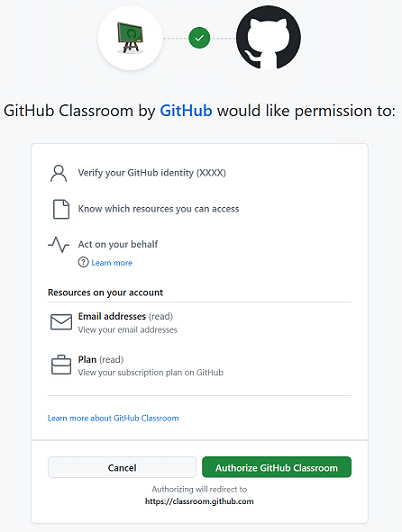 GitHub Classroom by GitHub would like permission to:
Verify your GitHub identity (XXXX)
Know which resources you can access
Act on your behalf
Learn more
Resources on your account
Email addresses (read)
View your email addresses
Plan (read)
View your subscription plan on GitHub
Learn more about GitHub Classroom
Cancel
Authorize GitHub Classroom
Authorizing will redirect to
https://classroom.github.com